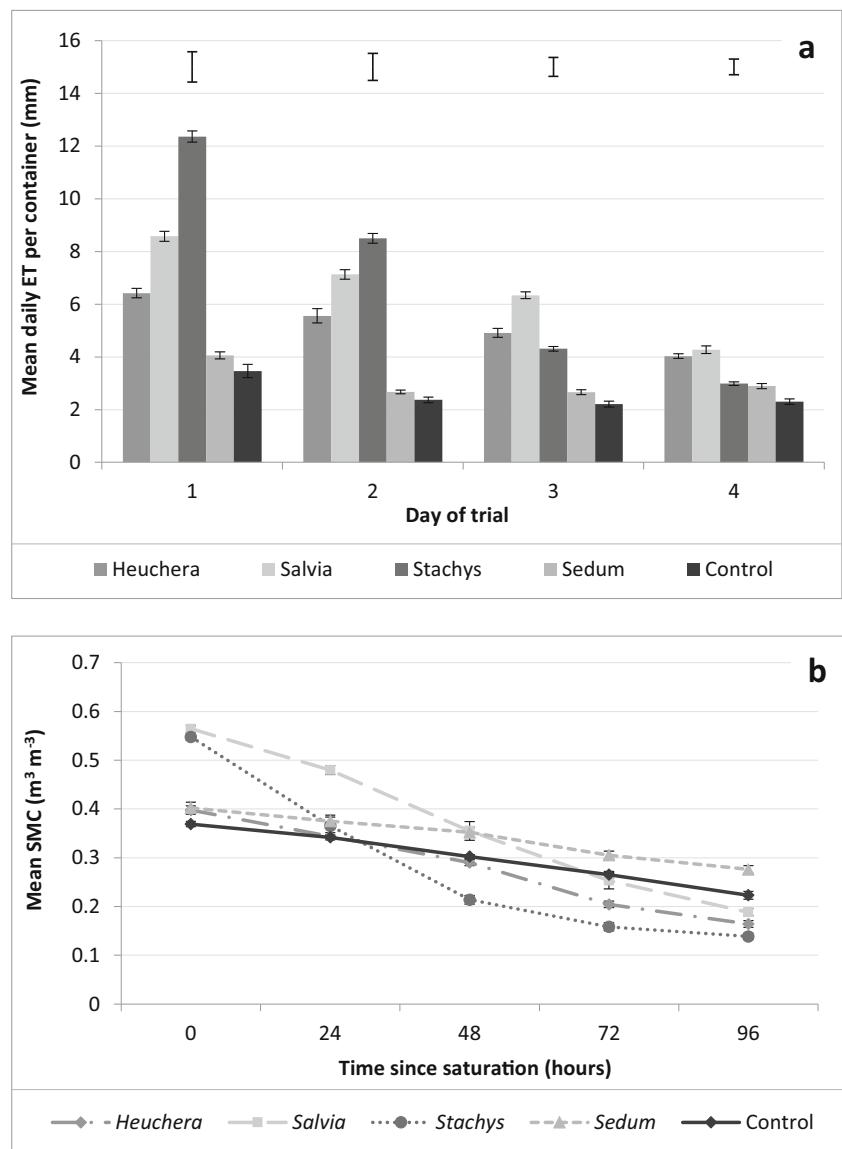 a
Mean daily ET per container (mm)
16
14
12
10
8
6
4
2
0
1 2 3 4
Day of trial
Heuchera Salvia Stachys Sedum Control
b
Mean SMC (m³ m⁻³)
0.7
0.6
0.5
0.4
0.3
0.2
0.1
0
0 24 48 72 96
Time since saturation (hours)
Heuchera Salvia Stachys Sedum Control